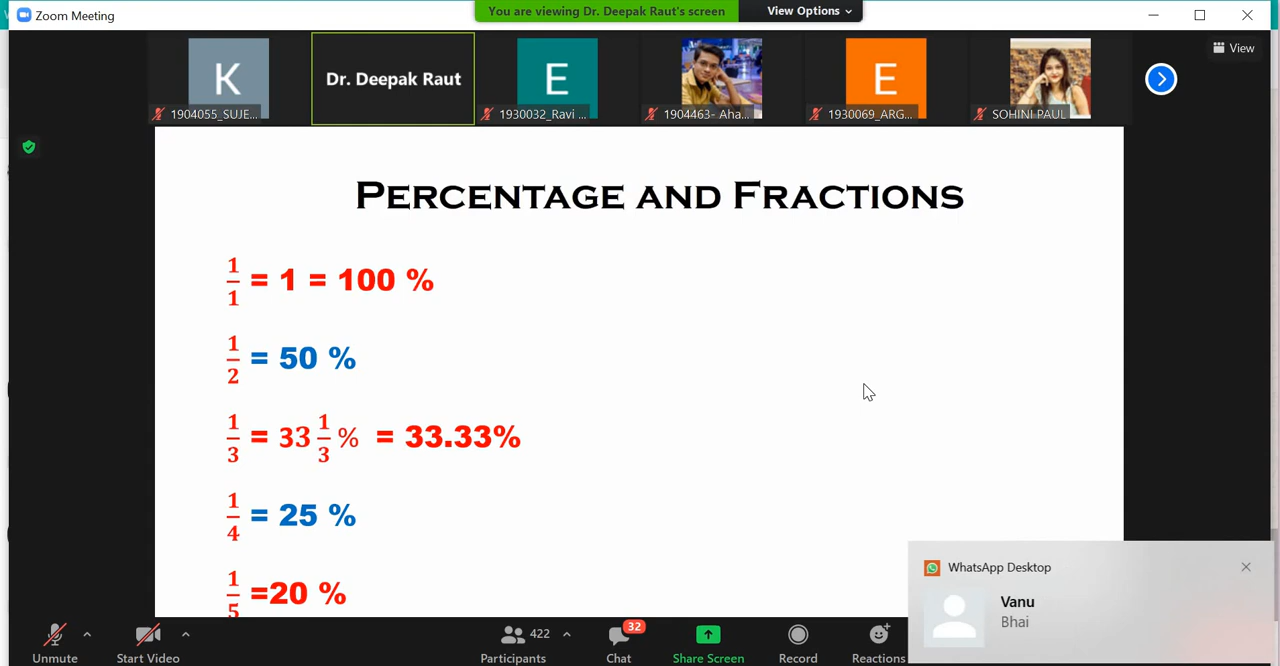 Zoom Meeting
You are viewing Dr. Deepak Raut's screen
View Options
View
K
Dr. Deepak Raut
E
E
1904055_SUJE...
1930032_Ravi ...
1904463- Aha...
1930069_ARG...
SOHINI PAUL
PERCENTAGE AND FRACTIONS
1/1 = 1 = 100 %
1/2 = 50 %
1/3 = 33 1/3 % = 33.33%
1/4 = 25 %
1/5 =20 %
WhatsApp Desktop
Vanu
Bhai
422
32
Unmute
Start Video
Participants
Chat
Share Screen
Record
Reactions